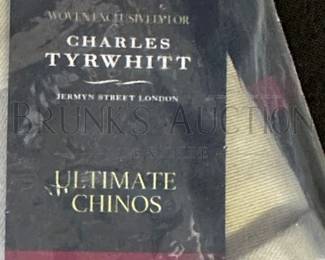 WOVEN EXCLUSIVELY FOR
CHARLES
TYRWHITT
JERMYN STREET LONDON
BRUNKS AUCTION
ULTIMATE
CHINOS